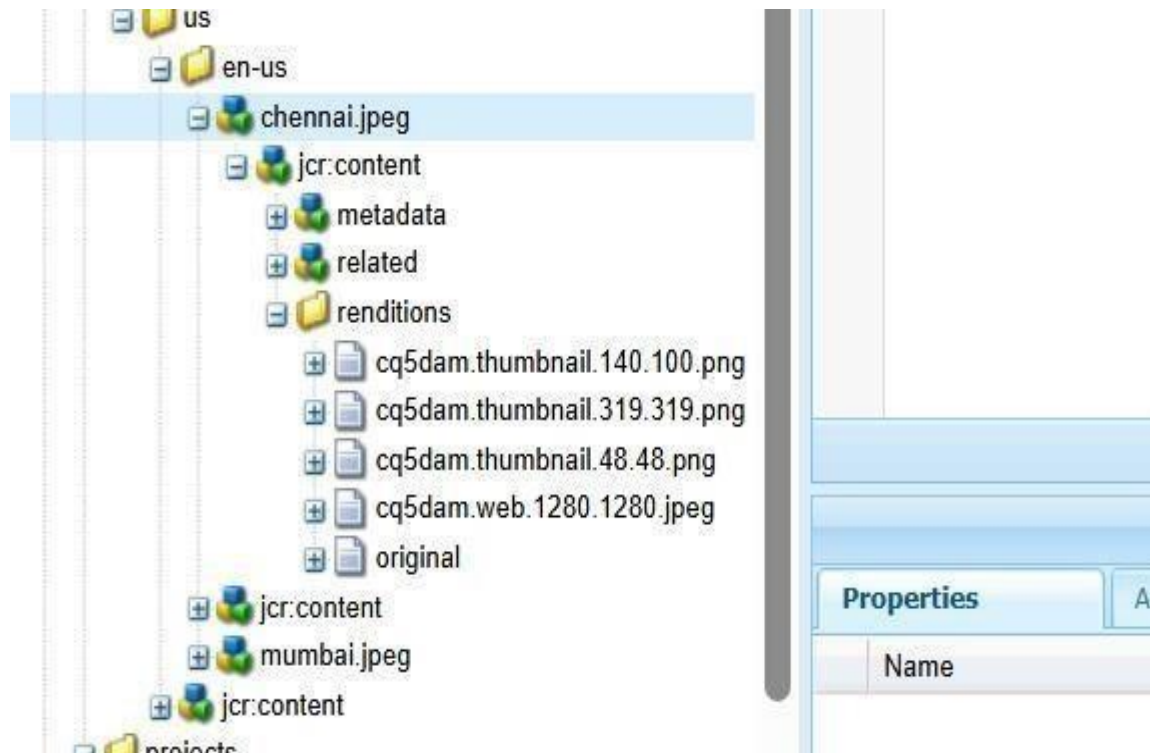 us
en-us
chennai.jpeg
jcr:content
metadata
related
renditions
cq5dam.thumbnail.140.100.png
cq5dam.thumbnail.319.319.png
cq5dam.thumbnail.48.48.png
cq5dam.web.1280.1280.jpeg
original
jcr:content
mumbai.jpeg
jcr:content
projects
Properties
A
Name